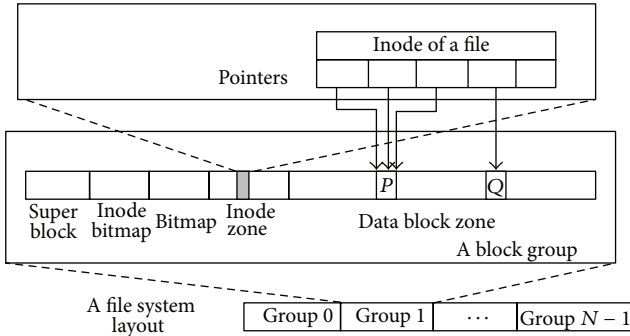 Inode of a file
Pointers
P
Q
Super
block
Inode
bitmap
Bitmap
Inode
zone
Data block zone
A block group
A file system
layout
Group 0
Group 1
⋯
Group N − 1